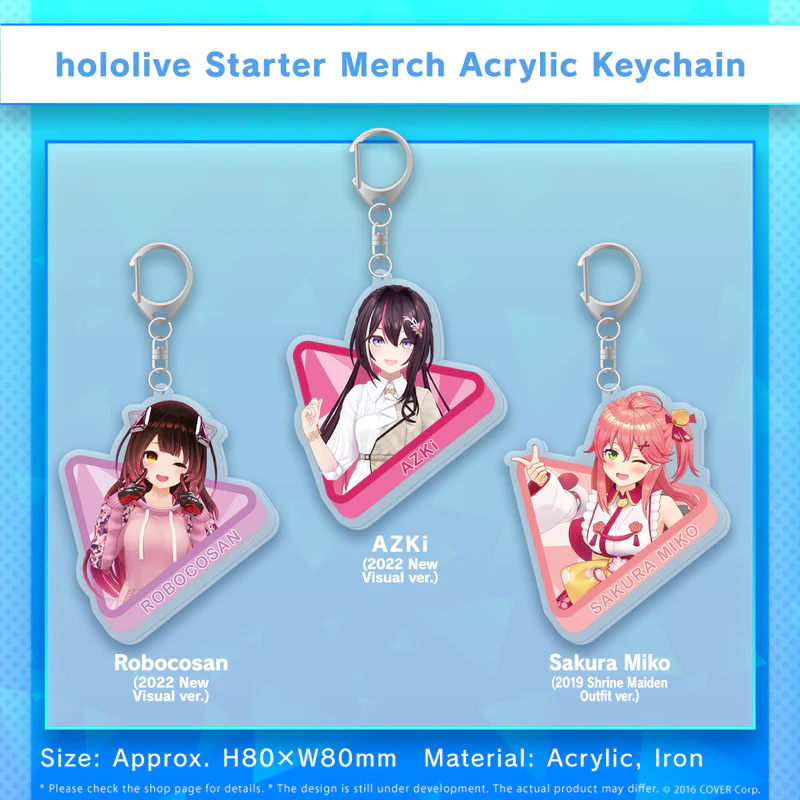 hololive Starter Merch Acrylic Keychain
AZKi
ROBOCOSAN
SAKURA MIKO
AZKi
(2022 New
Visual ver.)
Robocosan
(2022 New
Visual ver.)
Sakura Miko
(2019 Shrine Maiden
Outfit ver.)
Size: Approx. H80×W80mm Material: Acrylic, Iron
* Please check the shop page for details. * The design is still under development. The actual product may differ. © 2016 COVER Corp.